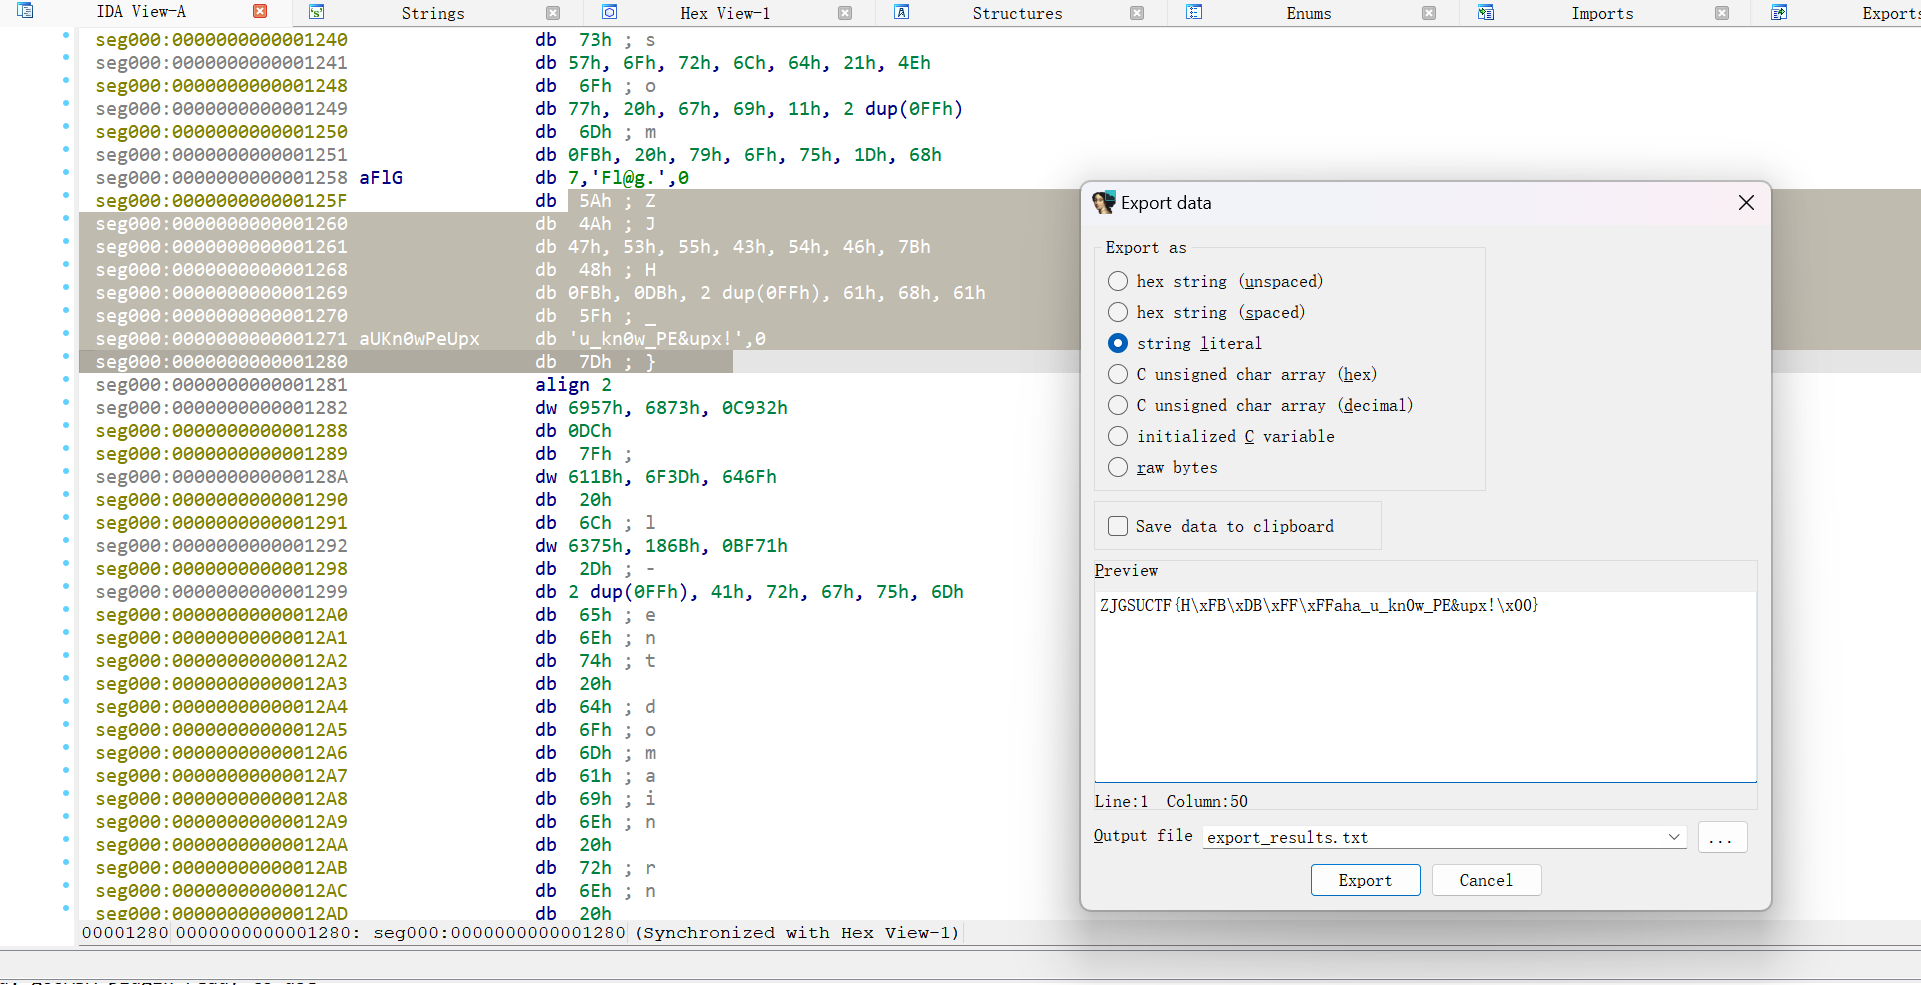 IDA View-A
Strings
Hex View-1
Structures
Enums
Imports
Exports
seg000:0000000000001240 db 73h ; s
seg000:0000000000001241 db 57h, 6Fh, 72h, 6Ch, 64h, 21h, 4Eh
seg000:0000000000001248 db 6Fh ; o
seg000:0000000000001249 db 77h, 20h, 67h, 69h, 11h, 2 dup(0FFh)
seg000:0000000000001250 db 6Dh ; m
seg000:0000000000001251 db 0FBh, 20h, 79h, 6Fh, 75h, 1Dh, 68h
seg000:0000000000001258 aFlG db 7,'Fl@g.',0
seg000:000000000000125F db 5Ah ; Z
seg000:0000000000001260 db 4Ah ; J
seg000:0000000000001261 db 47h, 53h, 55h, 43h, 54h, 46h, 7Bh
seg000:0000000000001268 db 48h ; H
seg000:0000000000001269 db 0FBh, 0DBh, 2 dup(0FFh), 61h, 68h, 61h
seg000:0000000000001270 db 5Fh ; _
seg000:0000000000001271 aUKn0wPeUpx db 'u_kn0w_PE&upx!',0
seg000:0000000000001280 db 7Dh ; }
seg000:0000000000001281 align 2
seg000:0000000000001282 dw 6957h, 6873h, 0C932h
seg000:0000000000001288 db 0DCh
seg000:0000000000001289 db 7Fh ;
seg000:000000000000128A dw 611Bh, 6F3Dh, 646Fh
seg000:0000000000001290 db 20h
seg000:0000000000001291 db 6Ch ; l
seg000:0000000000001292 dw 6375h, 186Bh, 0BF71h
seg000:0000000000001298 db 2Dh ; -
seg000:0000000000001299 db 2 dup(0FFh), 41h, 72h, 67h, 75h, 6Dh
seg000:00000000000012A0 db 65h ; e
seg000:00000000000012A1 db 6Eh ; n
seg000:00000000000012A2 db 74h ; t
seg000:00000000000012A3 db 20h
seg000:00000000000012A4 db 64h ; d
seg000:00000000000012A5 db 6Fh ; o
seg000:00000000000012A6 db 6Dh ; m
seg000:00000000000012A7 db 61h ; a
seg000:00000000000012A8 db 69h ; i
seg000:00000000000012A9 db 6Eh ; n
seg000:00000000000012AA db 20h
seg000:00000000000012AB db 72h ; r
seg000:00000000000012AC db 6Eh ; n
seg000:00000000000012AD db 20h
00001280 0000000000001280: seg000:0000000000001280 (Synchronized with Hex View-1)
Export data
Export as
hex string (unspaced)
hex string (spaced)
string literal
C unsigned char array (hex)
C unsigned char array (decimal)
initialized C variable
raw bytes
Save data to clipboard
Preview
ZJGSUCTF{H\xFB\xDB\xFF\xFFaha_u_kn0w_PE&upx!\x00}
Line:1 Column:50
Output file export_results.txt ...
Export Cancel